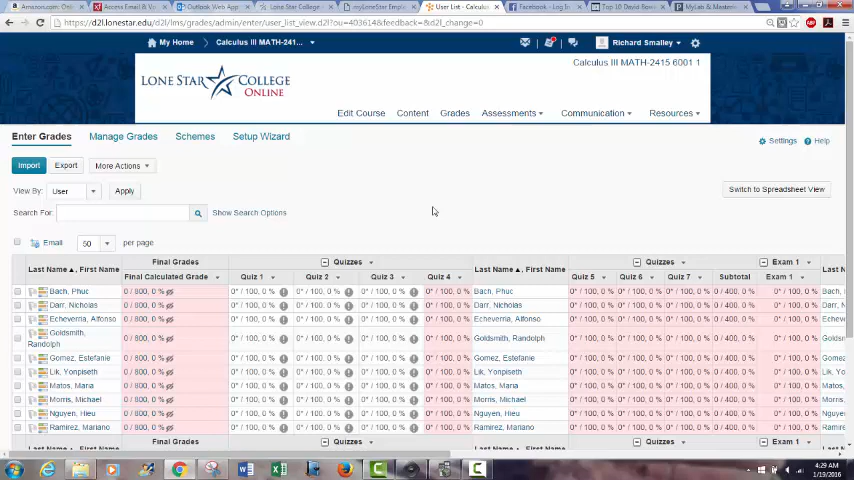 Amazon.com: Onlin
Access Email & Vo
Outlook Web App
Lone Star College
myLoneStar Emplo
User List - Calculus
Facebook - Log In
Top 10 David Bowi
MyLab & Masterin
https://d2l.lonestar.edu/d2l/lms/grades/admin/enter/user_list_view.d2l?ou=403614&feedback=&d2l_change=0
My Home
Calculus III MATH-241...
Richard Smalley
LONE STAR COLLEGE
ONLINE
Calculus III MATH-2415 6001 1
Edit Course Content Grades Assessments Communication Resources
Enter Grades Manage Grades Schemes Setup Wizard
Settings Help
Import Export More Actions
View By: User Apply
Switch to Spreadsheet View
Search For: Show Search Options
Email 50 per page
Final Grades Quizzes Quizzes Exam 1
Last Name ▲, First Name Final Calculated Grade Quiz 1 Quiz 2 Quiz 3 Quiz 4 Last Name ▲, First Name Quiz 5 Quiz 6 Quiz 7 Subtotal Exam 1 Last Na
Bach, Phuc 0 / 800, 0 % 0* / 100, 0 % 0* / 100, 0 % 0* / 100, 0 % 0* / 100, 0 % Bach, Phuc 0* / 100, 0 % 0* / 100, 0 % 0* / 100, 0 % 0 / 400, 0 % 0* / 100, 0 % Bach, P
Darr, Nicholas 0 / 800, 0 % 0* / 100, 0 % 0* / 100, 0 % 0* / 100, 0 % 0* / 100, 0 % Darr, Nicholas 0* / 100, 0 % 0* / 100, 0 % 0* / 100, 0 % 0 / 400, 0 % 0* / 100, 0 % Darr, N
Echeverria, Alfonso 0 / 800, 0 % 0* / 100, 0 % 0* / 100, 0 % 0* / 100, 0 % 0* / 100, 0 % Echeverria, Alfonso 0* / 100, 0 % 0* / 100, 0 % 0* / 100, 0 % 0 / 400, 0 % 0* / 100, 0 % Echeve
Goldsmith,
Randolph 0 / 800, 0 % 0* / 100, 0 % 0* / 100, 0 % 0* / 100, 0 % 0* / 100, 0 % Goldsmith, Randolph 0* / 100, 0 % 0* / 100, 0 % 0* / 100, 0 % 0 / 400, 0 % 0* / 100, 0 % Goldsm
Gomez, Estefanie 0 / 800, 0 % 0* / 100, 0 % 0* / 100, 0 % 0* / 100, 0 % 0* / 100, 0 % Gomez, Estefanie 0* / 100, 0 % 0* / 100, 0 % 0* / 100, 0 % 0 / 400, 0 % 0* / 100, 0 % Gomez,
Lik, Yonpiseth 0 / 800, 0 % 0* / 100, 0 % 0* / 100, 0 % 0* / 100, 0 % 0* / 100, 0 % Lik, Yonpiseth 0* / 100, 0 % 0* / 100, 0 % 0* / 100, 0 % 0 / 400, 0 % 0* / 100, 0 % Lik, Yon
Matos, Maria 0 / 800, 0 % 0* / 100, 0 % 0* / 100, 0 % 0* / 100, 0 % 0* / 100, 0 % Matos, Maria 0* / 100, 0 % 0* / 100, 0 % 0* / 100, 0 % 0 / 400, 0 % 0* / 100, 0 % Matos,
Morris, Michael 0 / 800, 0 % 0* / 100, 0 % 0* / 100, 0 % 0* / 100, 0 % 0* / 100, 0 % Morris, Michael 0* / 100, 0 % 0* / 100, 0 % 0* / 100, 0 % 0 / 400, 0 % 0* / 100, 0 % Morris,
Nguyen, Hieu 0 / 800, 0 % 0* / 100, 0 % 0* / 100, 0 % 0* / 100, 0 % 0* / 100, 0 % Nguyen, Hieu 0* / 100, 0 % 0* / 100, 0 % 0* / 100, 0 % 0 / 400, 0 % 0* / 100, 0 % Nguyen
Ramirez, Mariano 0 / 800, 0 % 0* / 100, 0 % 0* / 100, 0 % 0* / 100, 0 % 0* / 100, 0 % Ramirez, Mariano 0* / 100, 0 % 0* / 100, 0 % 0* / 100, 0 % 0 / 400, 0 % 0* / 100, 0 % Ramire
Final Grades Quizzes Quizzes Exam 1
4:29 AM
1/19/2016